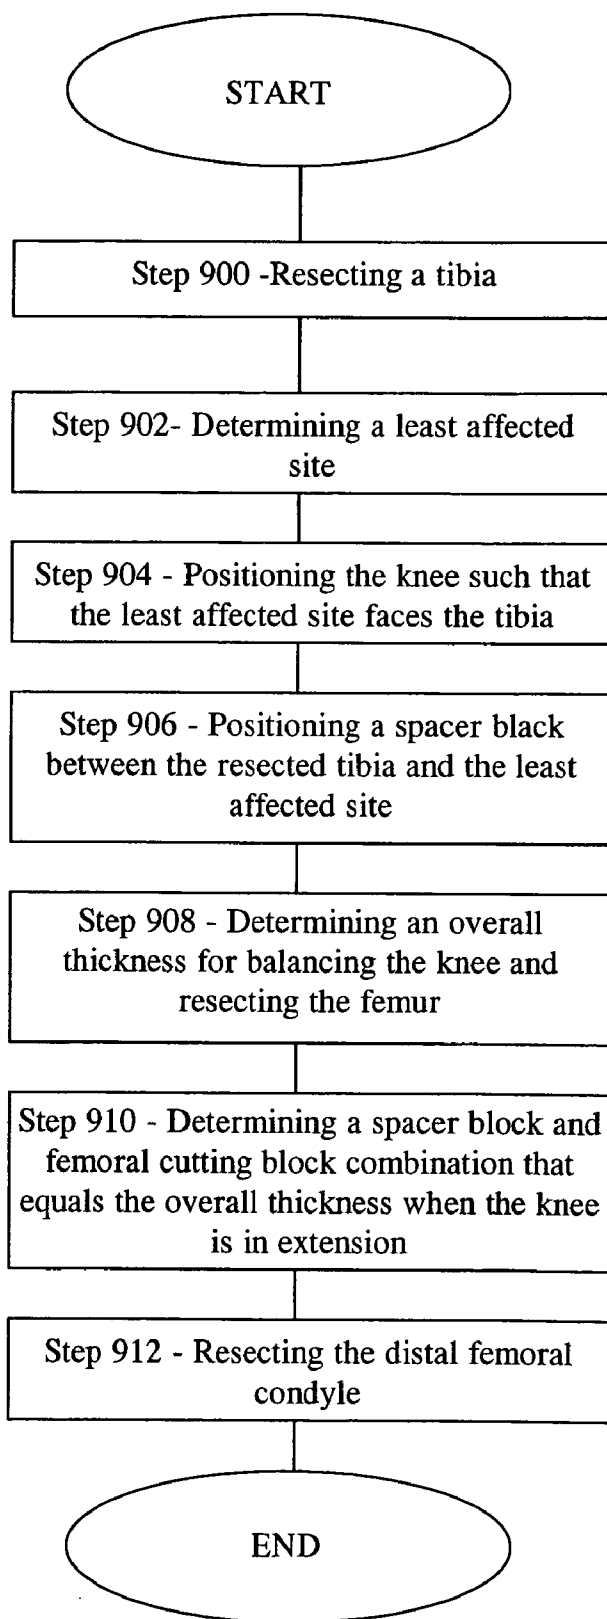 START
Step 900 -Resecting a tibia
Step 902- Determining a least affected
site
Step 904 - Positioning the knee such that
the least affected site faces the tibia
Step 906 - Positioning a spacer black
between the resected tibia and the least
affected site
Step 908 - Determining an overall
thickness for balancing the knee and
resecting the femur
Step 910 - Determining a spacer block and
femoral cutting block combination that
equals the overall thickness when the knee
is in extension
Step 912 - Resecting the distal femoral
condyle
END